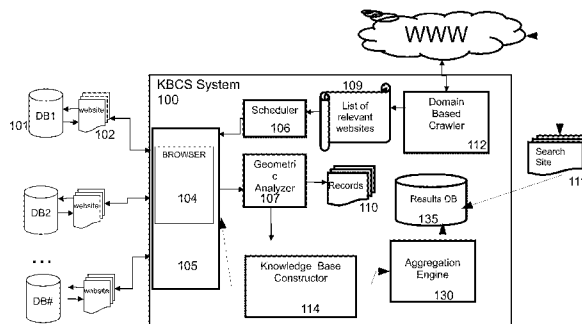 WWW
KBCS System
100
109
Scheduler
106
List of
relevant
websites
Domain
Based
Crawler
112
DB1
101
website
102
BROWSER
104
105
Geometri
c
Analyzer
107
Records
110
Search
Site
111
Results DB
135
DB2
website
...
DB#
website
Knowledge Base
Constructor
114
Aggregation
Engine
130